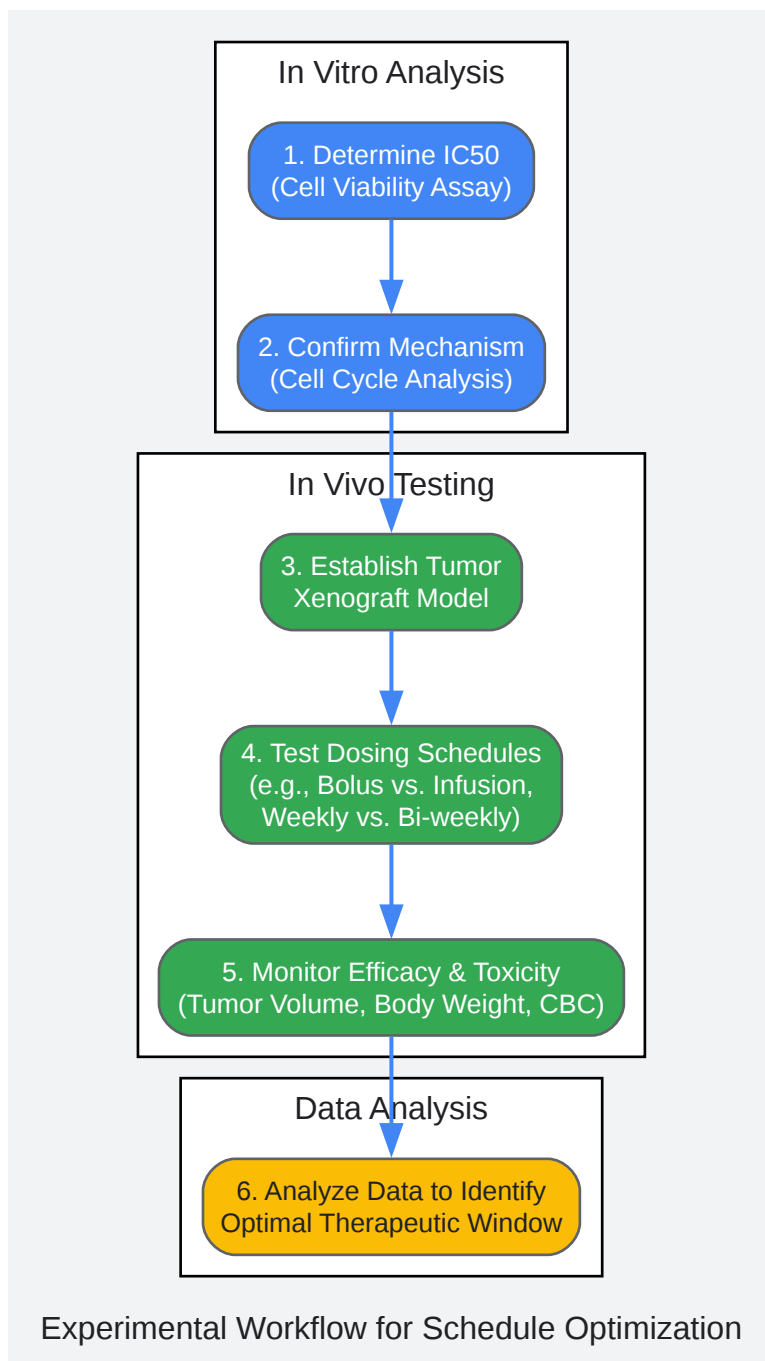 In Vitro Analysis
1. Determine IC50
(Cell Viability Assay)
2. Confirm Mechanism
(Cell Cycle Analysis)
In Vivo Testing
3. Establish Tumor
Xenograft Model
4. Test Dosing Schedules
(e.g., Bolus vs. Infusion,
Weekly vs. Bi-weekly)
5. Monitor Efficacy & Toxicity
(Tumor Volume, Body Weight, CBC)
Data Analysis
6. Analyze Data to Identify
Optimal Therapeutic Window
Experimental Workflow for Schedule Optimization